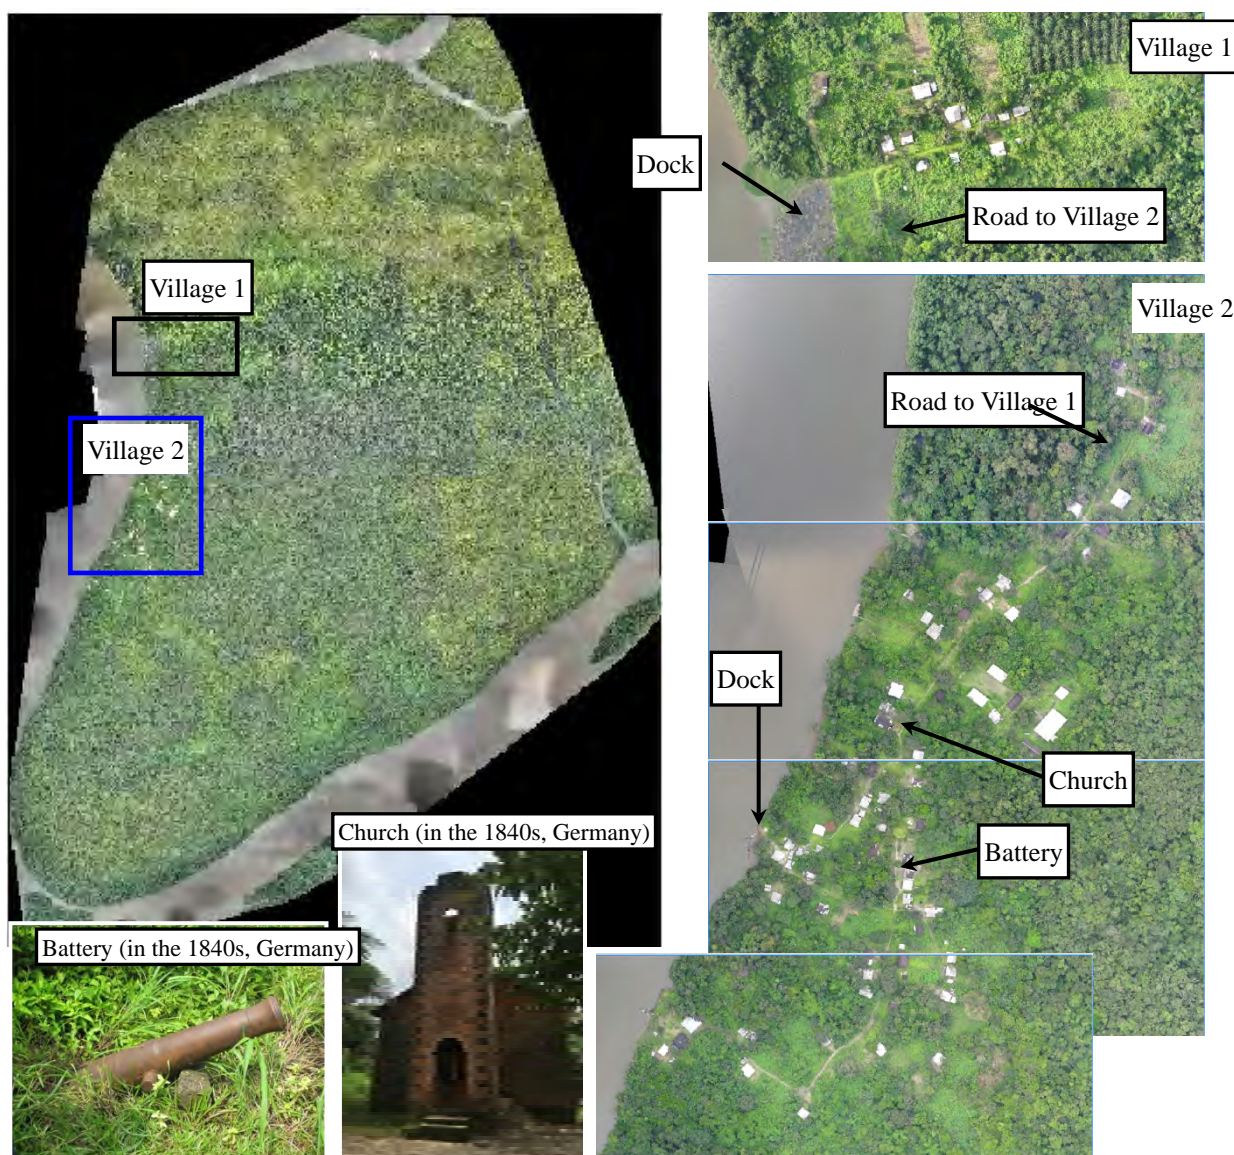 Village 1
Dock
Road to Village 2
Village 1
Village 2
Village 2
Road to Village 1
Dock
Church
Battery
Church (in the 1840s, Germany)
Battery (in the 1840s, Germany)